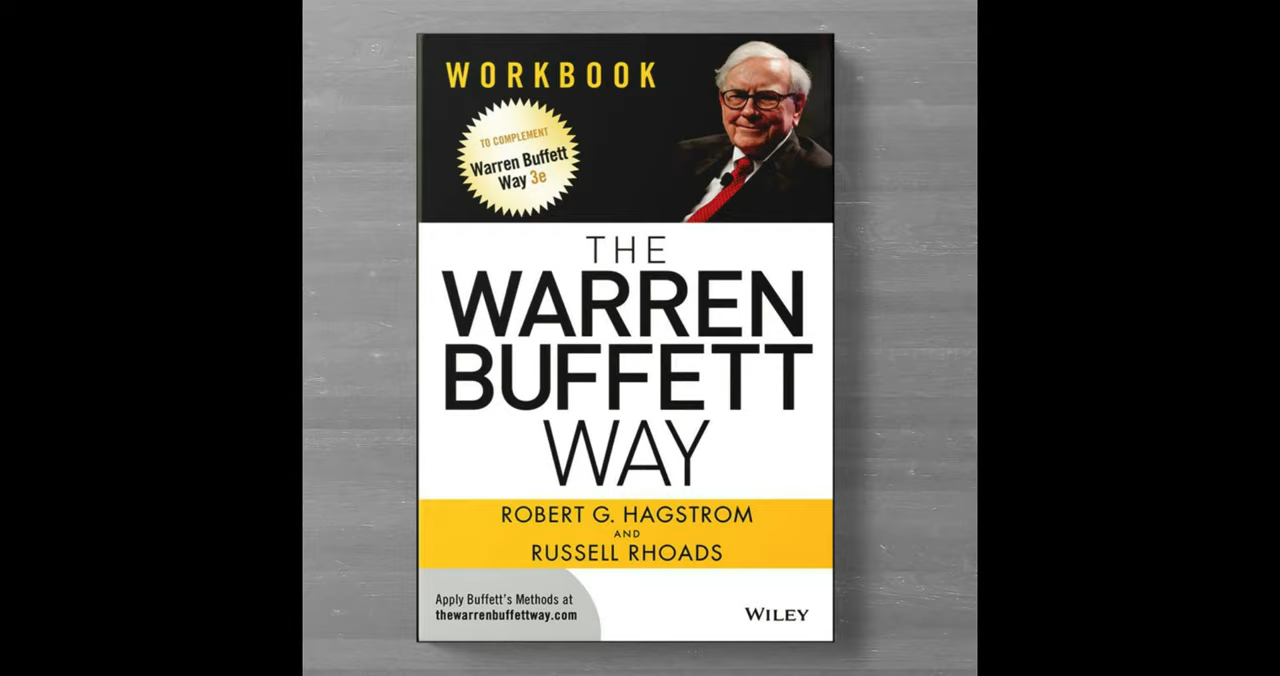 WORKBOOK
TO COMPLEMENT
Warren Buffett
Way 3e
THE
WARREN
BUFFETT
WAY
ROBERT G. HAGSTROM
AND
RUSSELL RHOADS
Apply Buffett's Methods at
thewarrenbuffettway.com
WILEY